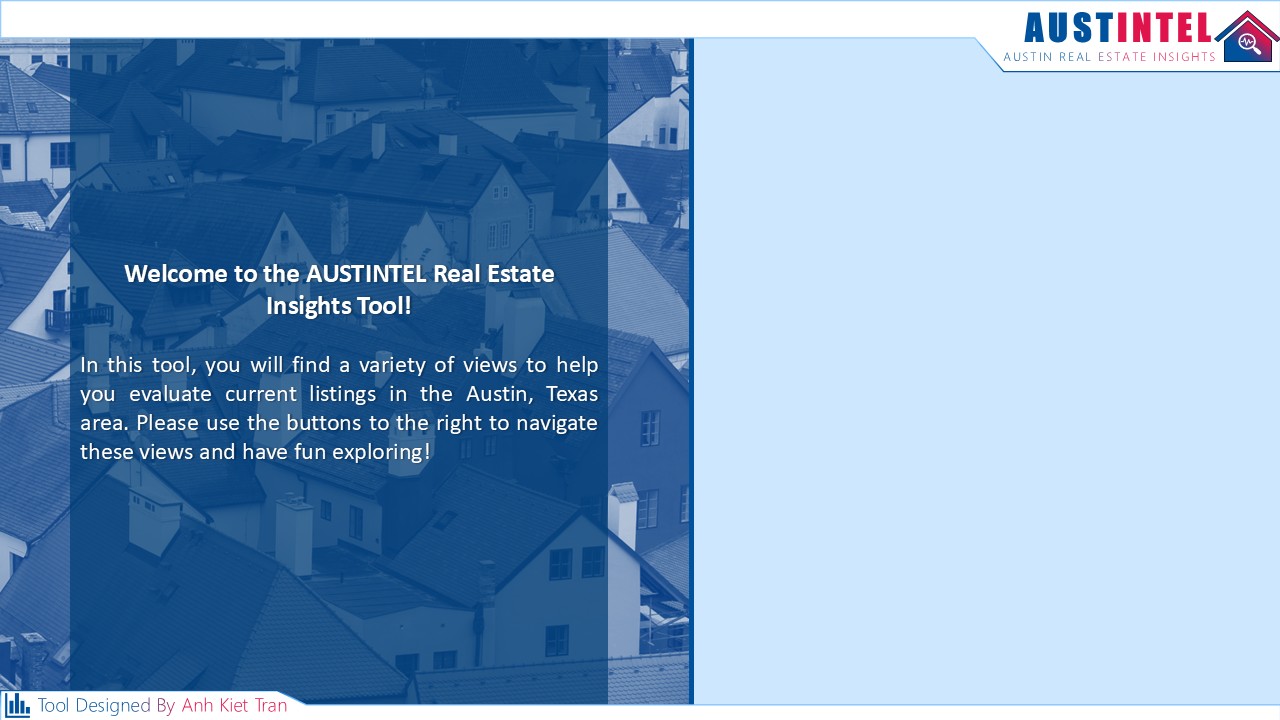 AUSTINTEL
AUSTIN REAL ESTATE INSIGHTS
Welcome to the AUSTINTEL Real Estate
Insights Tool!
In this tool, you will find a variety of views to help
you evaluate current listings in the Austin, Texas
area. Please use the buttons to the right to navigate
these views and have fun exploring!
Tool Designed By Anh Kiet Tran